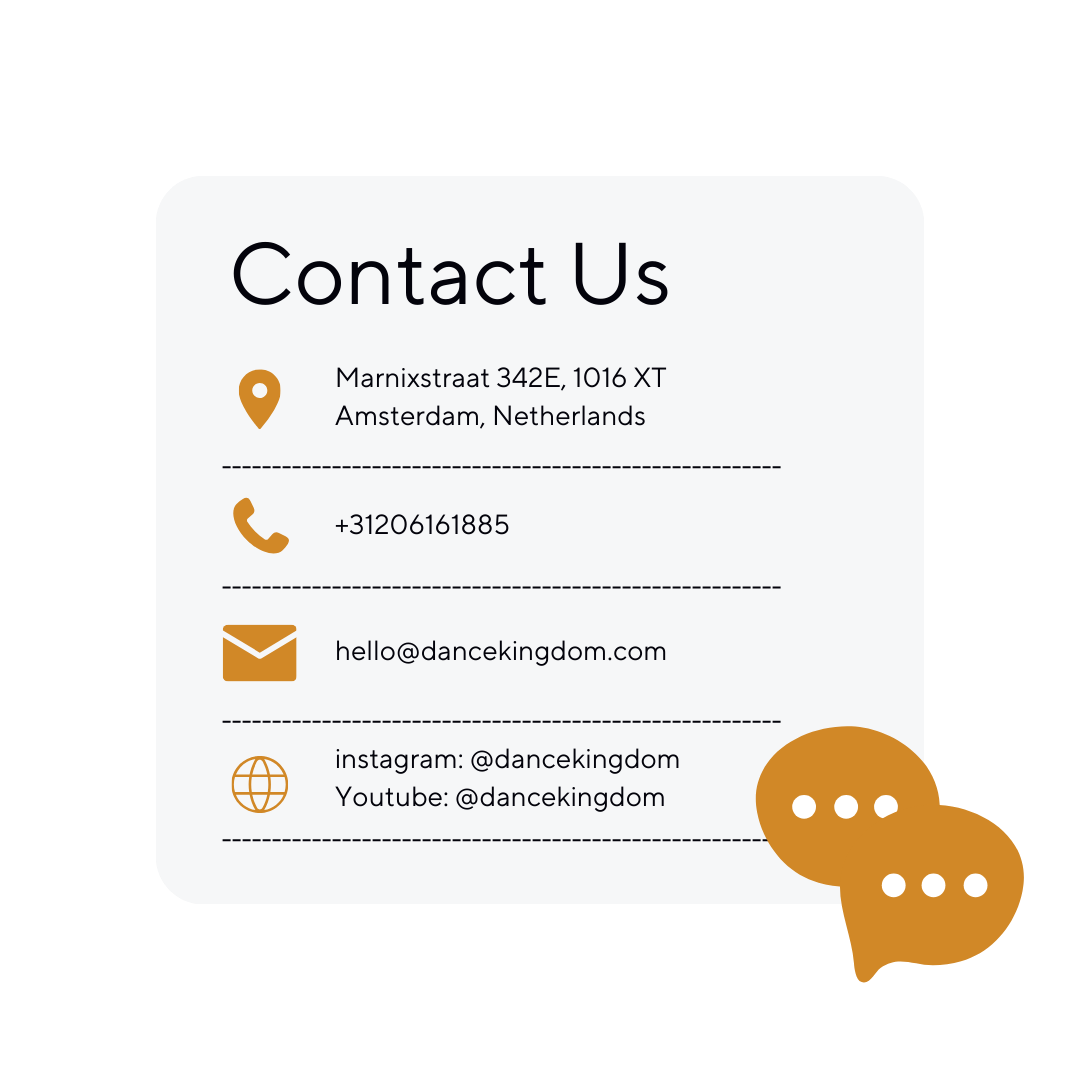 Contact Us
Marnixstraat 342E, 1016 XT
Amsterdam, Netherlands
+31206161885
hello@dancekingdom.com
instagram: @dancekingdom
Youtube: @dancekingdom